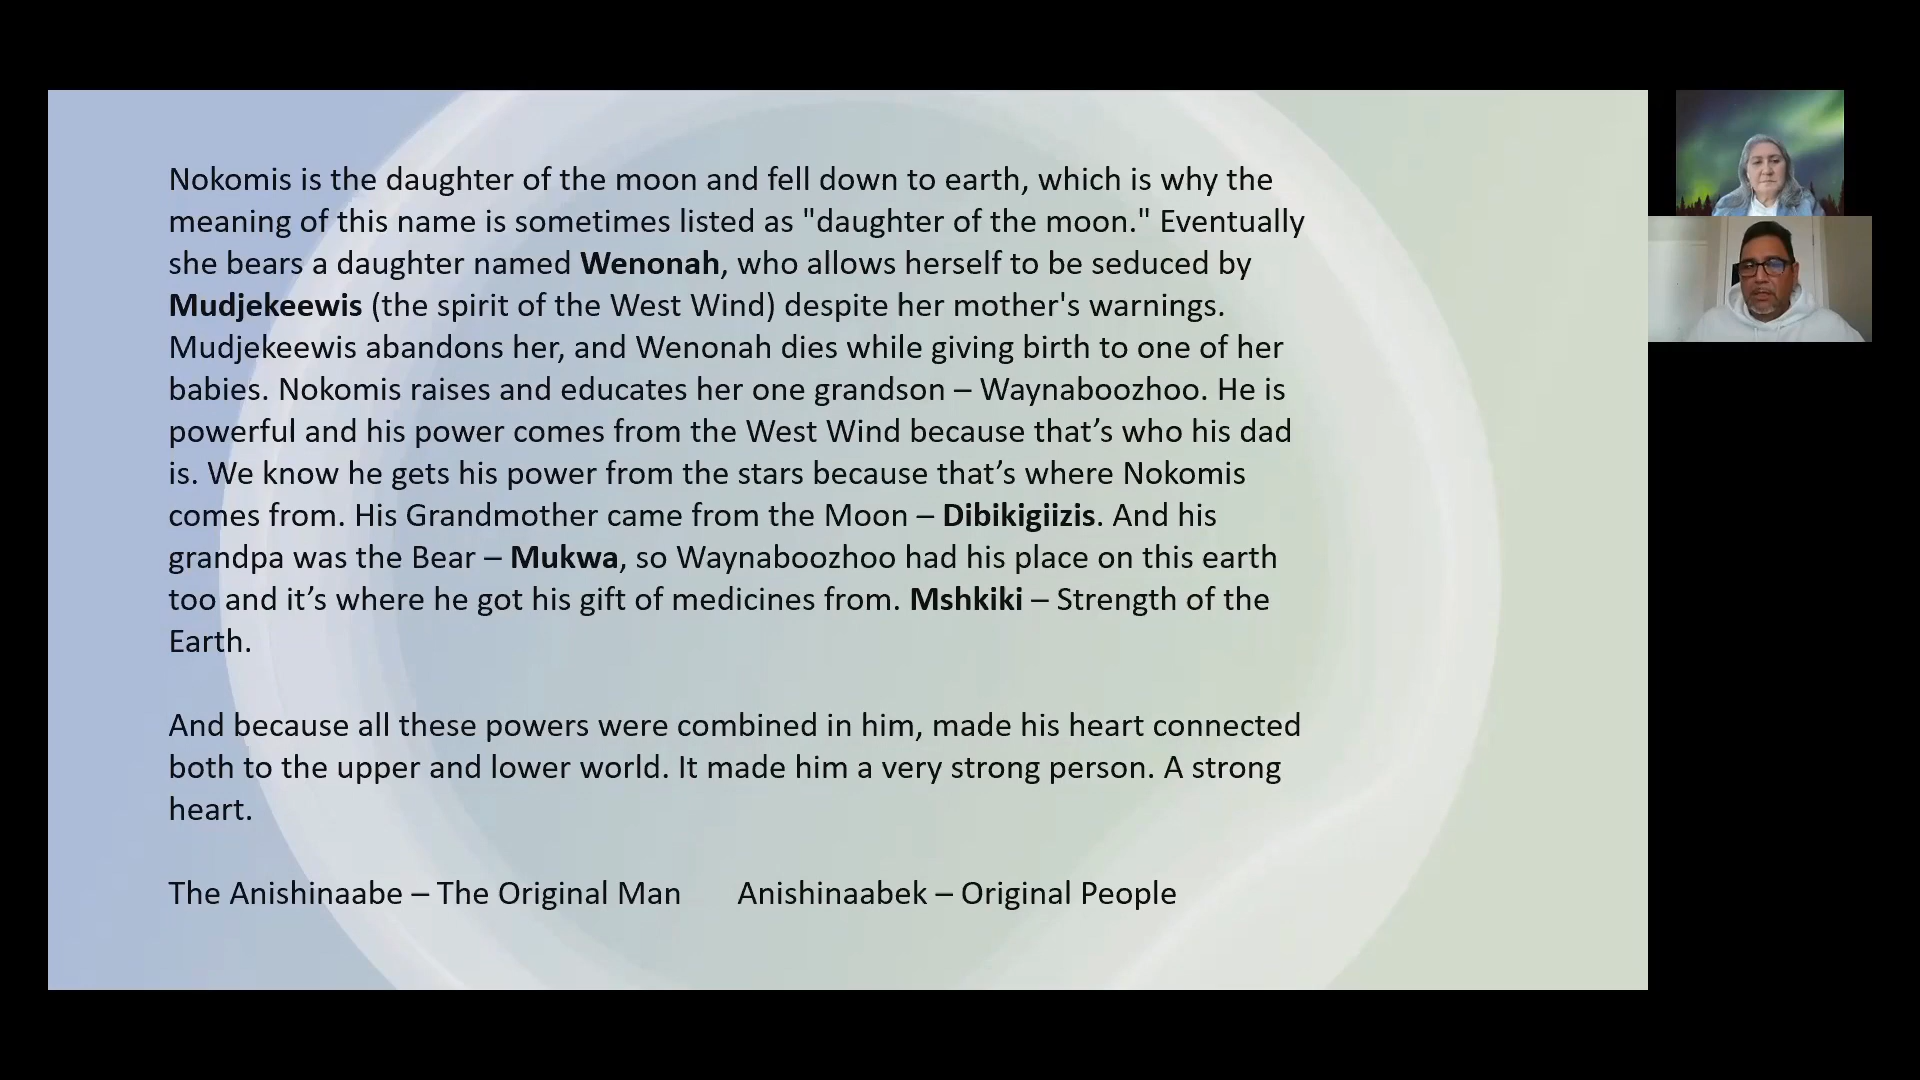 Nokomis is the daughter of the moon and fell down to earth, which is why the
meaning of this name is sometimes listed as "daughter of the moon." Eventually
she bears a daughter named Wenonah, who allows herself to be seduced by
Mudjekeewis (the spirit of the West Wind) despite her mother's warnings.
Mudjekeewis abandons her, and Wenonah dies while giving birth to one of her
babies. Nokomis raises and educates her one grandson – Waynaboozhoo. He is
powerful and his power comes from the West Wind because that’s who his dad
is. We know he gets his power from the stars because that’s where Nokomis
comes from. His Grandmother came from the Moon – Dibikigiizis. And his
grandpa was the Bear – Mukwa, so Waynaboozhoo had his place on this earth
too and it’s where he got his gift of medicines from. Mshkiki – Strength of the
Earth.
And because all these powers were combined in him, made his heart connected
both to the upper and lower world. It made him a very strong person. A strong
heart.
The Anishinaabe – The Original Man Anishinaabek – Original People